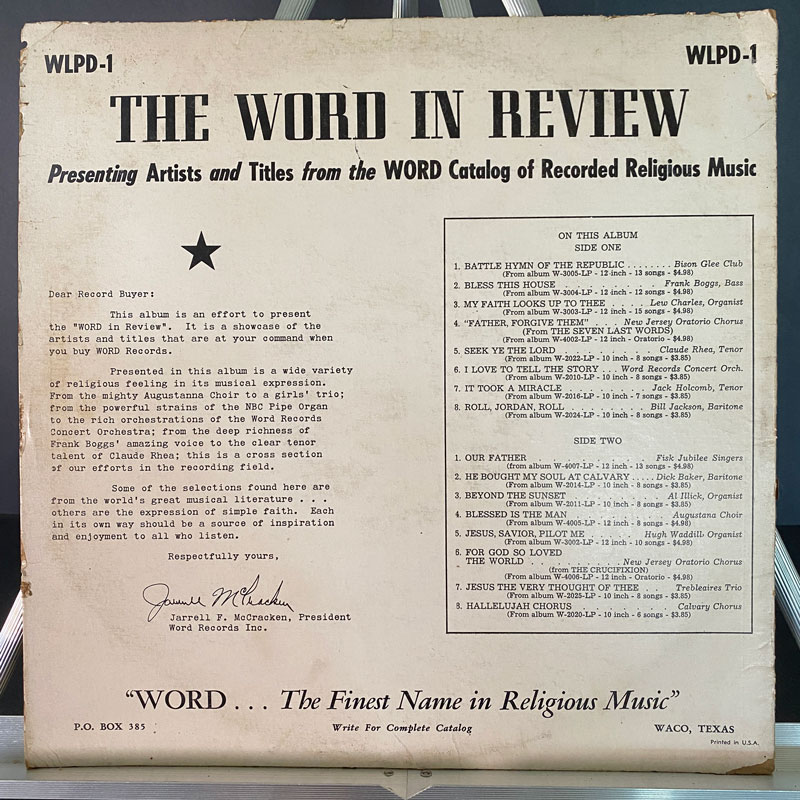 WLPD-1
WLPD-1
THE WORD IN REVIEW
Presenting Artists and Titles from the WORD Catalog of Recorded Religious Music
Dear Record Buyer:
This album is an effort to present
the "WORD in Review". It is a showcase of the
artists and titles that are at your command when
you buy WORD Records.
Presented in this album is a wide variety
of religious feeling in its musical expression.
From the mighty Augustanna Choir to a girls' trio;
from the powerful strains of the NBC Pipe Organ
to the rich orchestrations of the Word Records
Concert Orchestra; from the deep richness of
Frank Boggs' amazing voice to the clear tenor
talent of Claude Rhea; this is a cross section
of our efforts in the recording field.
Some of the selections found here are
from the world's great musical literature . . .
others are the expression of simple faith. Each
in its own way should be a source of inspiration
and enjoyment to all who listen.
Respectfully yours,
Jarrell McCracken
Jarrell F. McCracken, President
Word Records Inc.
ON THIS ALBUM
SIDE ONE
1. BATTLE HYMN OF THE REPUBLIC . . . . . . . . Bison Glee Club
(From album W-3005-LP - 12 inch - 13 songs - $4.98)
2. BLESS THIS HOUSE . . . . . . . Frank Boggs, Bass
(From album W-3004-LP - 12 inch - 12 songs - $4.98)
3. MY FAITH LOOKS UP TO THEE . . . . Lew Charles, Organist
(From album W-3003-LP - 12 inch - 15 songs - $4.98)
4. "FATHER, FORGIVE THEM" . . . . New Jersey Oratorio Chorus
(From THE SEVEN LAST WORDS)
(From album W-4002-LP - 12 inch - Oratorio - $4.98)
5. SEEK YE THE LORD . . . . . . . Claude Rhea, Tenor
(From album W-2022-LP - 10 inch - 8 songs - $3.85)
6. I LOVE TO TELL THE STORY . . . Word Records Concert Orch.
(From album W-2010-LP - 10 inch - 8 songs - $3.85)
7. IT TOOK A MIRACLE . . . . . . Jack Holcomb, Tenor
(From album W-2016-LP - 10 inch - 7 songs - $3.85)
8. ROLL, JORDAN, ROLL . . . . . . Bill Jackson, Baritone
(From album W-2024-LP - 10 inch - 8 songs - $3.85)
SIDE TWO
1. OUR FATHER . . . . . . . . Fisk Jubilee Singers
(from album W-4007-LP - 12 inch - 13 songs - $4.98)
2. HE BOUGHT MY SOUL AT CALVARY . . . . . Dick Baker, Baritone
(From album W-2014-LP - 10 inch - 8 songs - $3.85)
3. BEYOND THE SUNSET . . . . . . . Al Illick, Organist
(From album W-2011-LP - 10 inch - 8 songs - $3.85)
4. BLESSED IS THE MAN . . . . . . . Augustana Choir
(From album W-4005-LP - 12 inch - 8 songs - $4.98)
5. JESUS, SAVIOR, PILOT ME . . . . . Hugh Waddill, Organist
(From album W-3002-LP - 12 inch - 10 songs - $4.98)
6. FOR GOD SO LOVED
THE WORLD . . . . . . . . . . New Jersey Oratorio Chorus
(from THE CRUCIFIXION)
(From album W-4006-LP - 12 inch - Oratorio - $4.98)
7. JESUS THE VERY THOUGHT OF THEE . . Trebleaires Trio
(From album W-2025-LP - 10 inch - 8 songs - $3.85)
8. HALLELUJAH CHORUS . . . . . . . Calvary Chorus
(From album W-2020-LP - 10 inch - 6 songs - $3.85)
"WORD . . . The Finest Name in Religious Music"
P.O. BOX 385
Write For Complete Catalog
WACO, TEXAS
Printed in U.S.A.